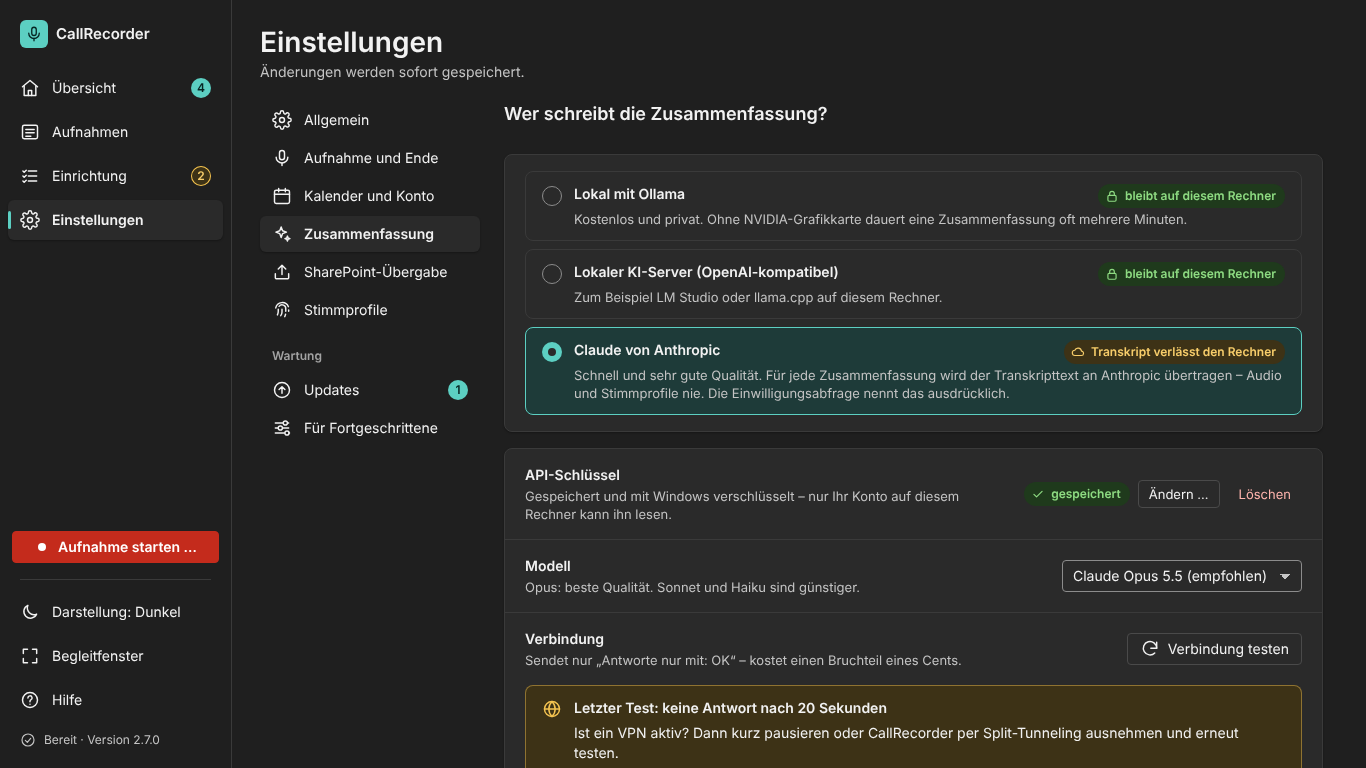 CallRecorder
Übersicht
4
Aufnahmen
Einrichtung
2
Einstellungen
Aufnahme starten ...
Darstellung: Dunkel
Begleitfenster
Hilfe
Bereit · Version 2.7.0
Einstellungen
Änderungen werden sofort gespeichert.
Allgemein
Aufnahme und Ende
Kalender und Konto
Zusammenfassung
SharePoint-Übergabe
Stimmprofile
Wartung
Updates
1
Für Fortgeschrittene
Wer schreibt die Zusammenfassung?
Lokal mit Ollama
bleibt auf diesem Rechner
Kostenlos und privat. Ohne NVIDIA-Grafikkarte dauert eine Zusammenfassung oft mehrere Minuten.
Lokaler KI-Server (OpenAI-kompatibel)
bleibt auf diesem Rechner
Zum Beispiel LM Studio oder llama.cpp auf diesem Rechner.
Claude von Anthropic
Transkript verlässt den Rechner
Schnell und sehr gute Qualität. Für jede Zusammenfassung wird der Transkripttext an Anthropic übertragen – Audio
und Stimmprofile nie. Die Einwilligungsabfrage nennt das ausdrücklich.
API-Schlüssel
Gespeichert und mit Windows verschlüsselt – nur Ihr Konto auf diesem
Rechner kann ihn lesen.
gespeichert
Ändern ...
Löschen
Modell
Opus: beste Qualität. Sonnet und Haiku sind günstiger.
Claude Opus 5.5 (empfohlen)
Verbindung
Sendet nur „Antworte nur mit: OK“ – kostet einen Bruchteil eines Cents.
Verbindung testen
Letzter Test: keine Antwort nach 20 Sekunden
Ist ein VPN aktiv? Dann kurz pausieren oder CallRecorder per Split-Tunneling ausnehmen und erneut
testen.